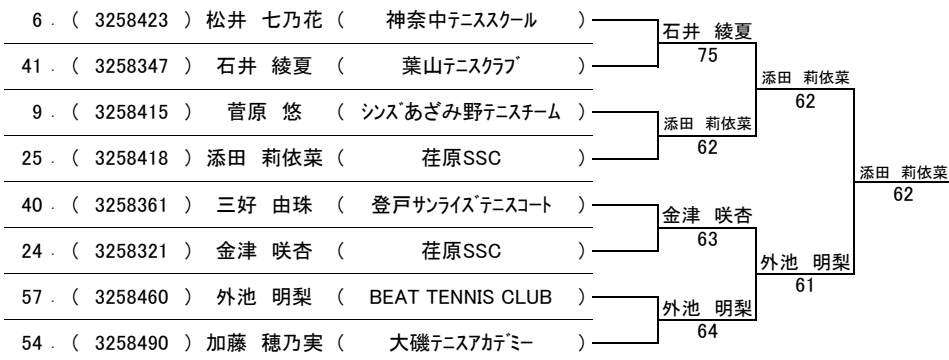 6 . ( 3258423 ) 松井 七乃花 ( 神奈中テニススクール )
41 . ( 3258347 ) 石井 綾夏 ( 葉山テニスクラブ )
9 . ( 3258415 ) 菅原 悠 ( シンズあざみ野テニスチーム )
25 . ( 3258418 ) 添田 莉依菜 ( 荏原SSC )
40 . ( 3258361 ) 三好 由珠 ( 登戸サンライズテニスコート )
24 . ( 3258321 ) 金津 咲杏 ( 荏原SSC )
57 . ( 3258460 ) 外池 明梨 ( BEAT TENNIS CLUB )
54 . ( 3258490 ) 加藤 穂乃実 ( 大磯テニスアカデミー )
石井 綾夏
75
添田 莉依菜
62
金津 咲杏
63
外池 明梨
64
添田 莉依菜
62
外池 明梨
61
添田 莉依菜
62